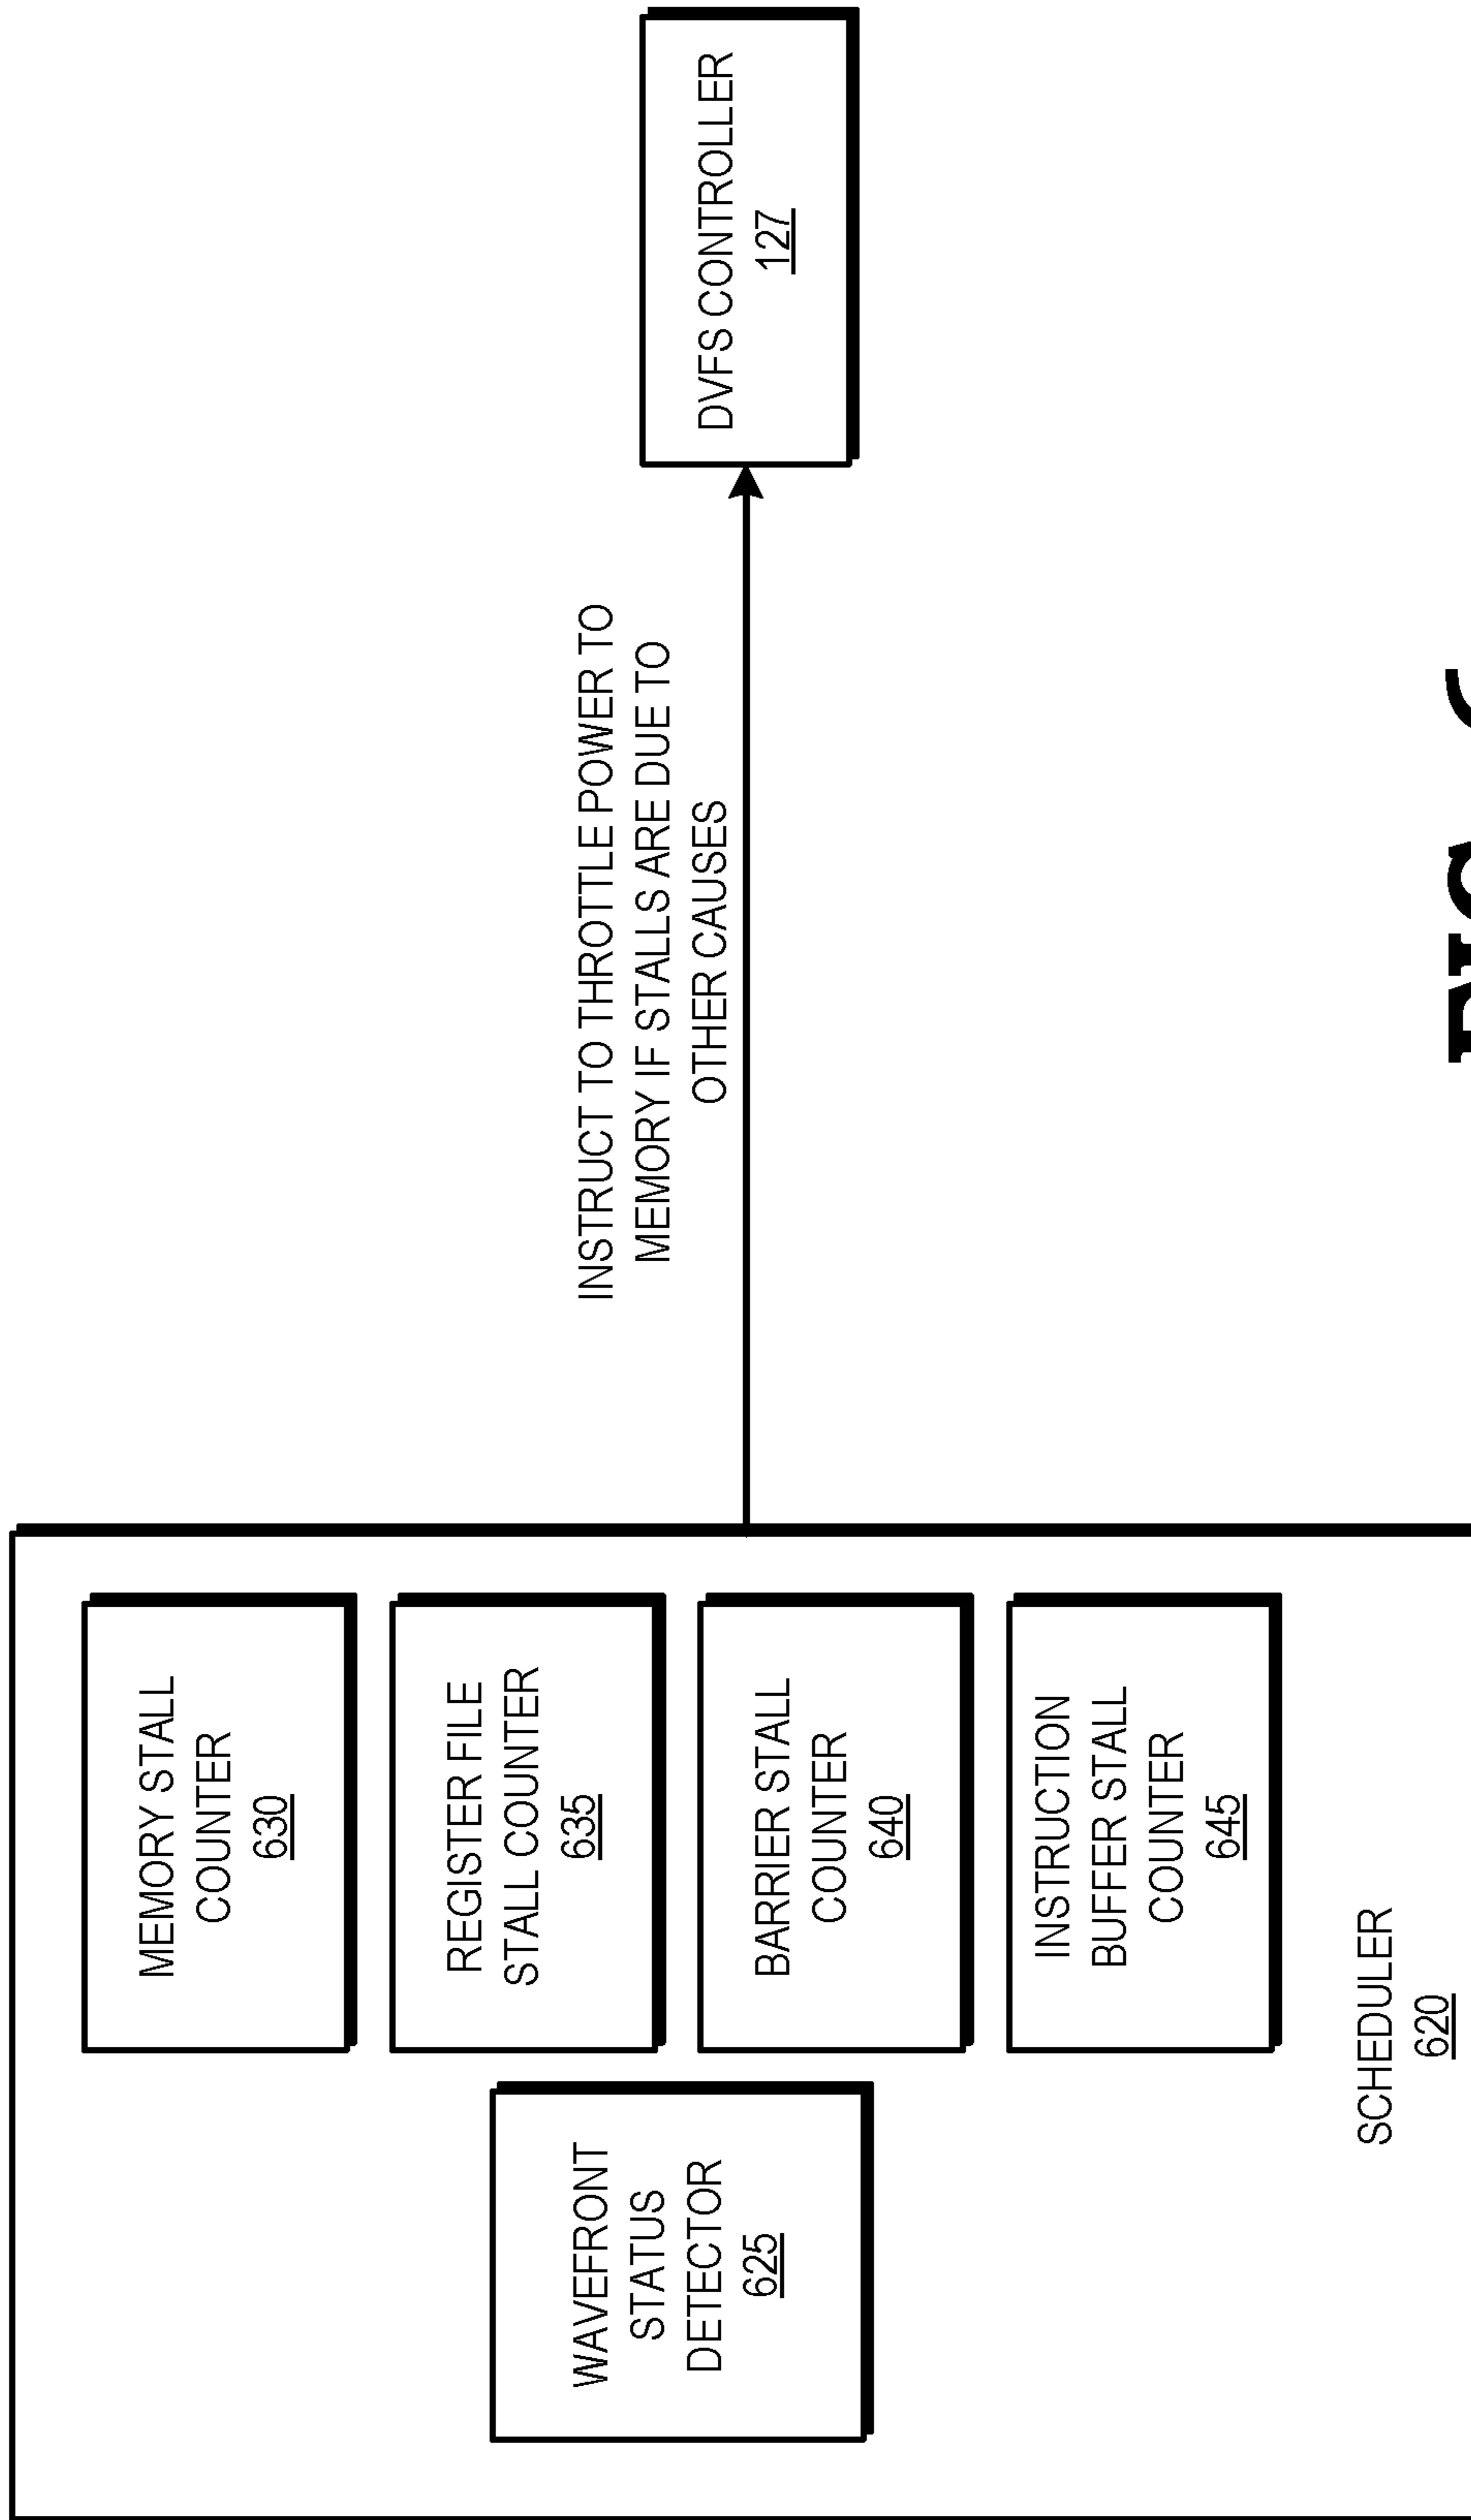 MEMORY STALL
COUNTER
630
REGISTER FILE
STALL COUNTER
635
WAVEFRONT
STATUS
DETECTOR
625
BARRIER STALL
COUNTER
640
INSTRUCTION
BUFFER STALL
COUNTER
645
SCHEDULER
620
INSTRUCT TO THROTTLE POWER TO
MEMORY IF STALLS ARE DUE TO
OTHER CAUSES
DVFS CONTROLLER
127